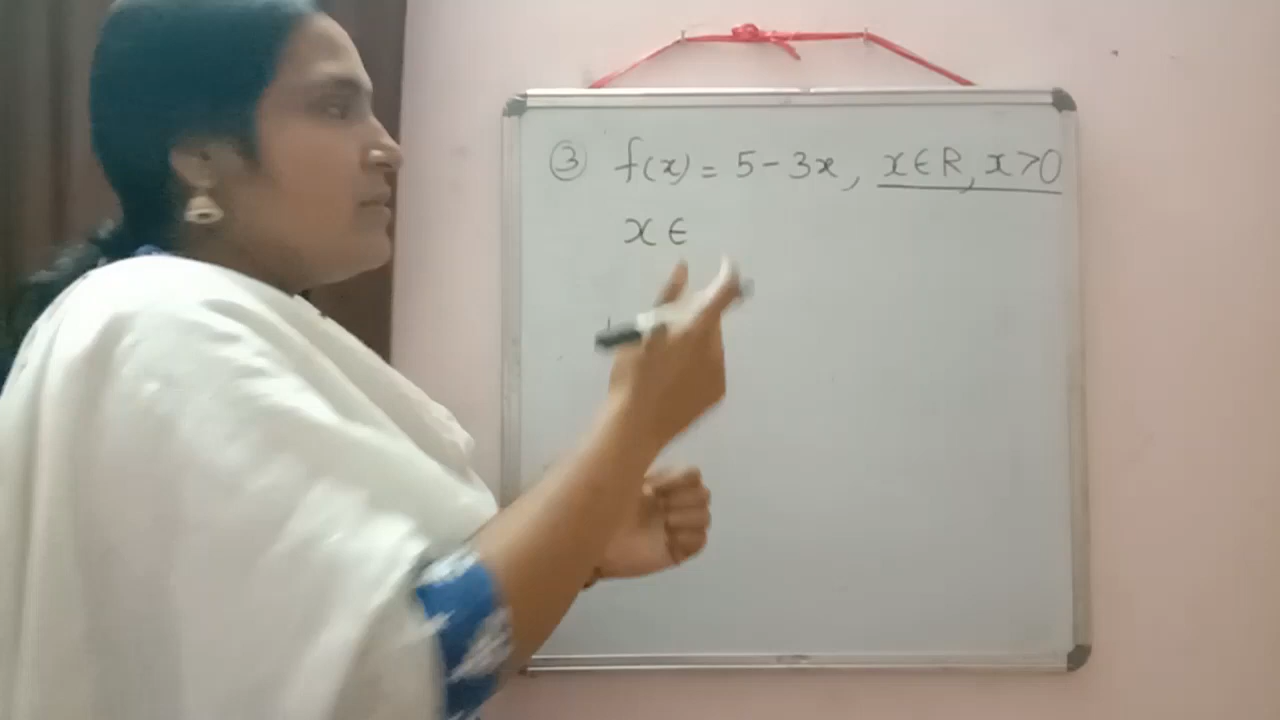 ③ f(x) = 5 - 3x, x ∈ R, x > 0
x ∈